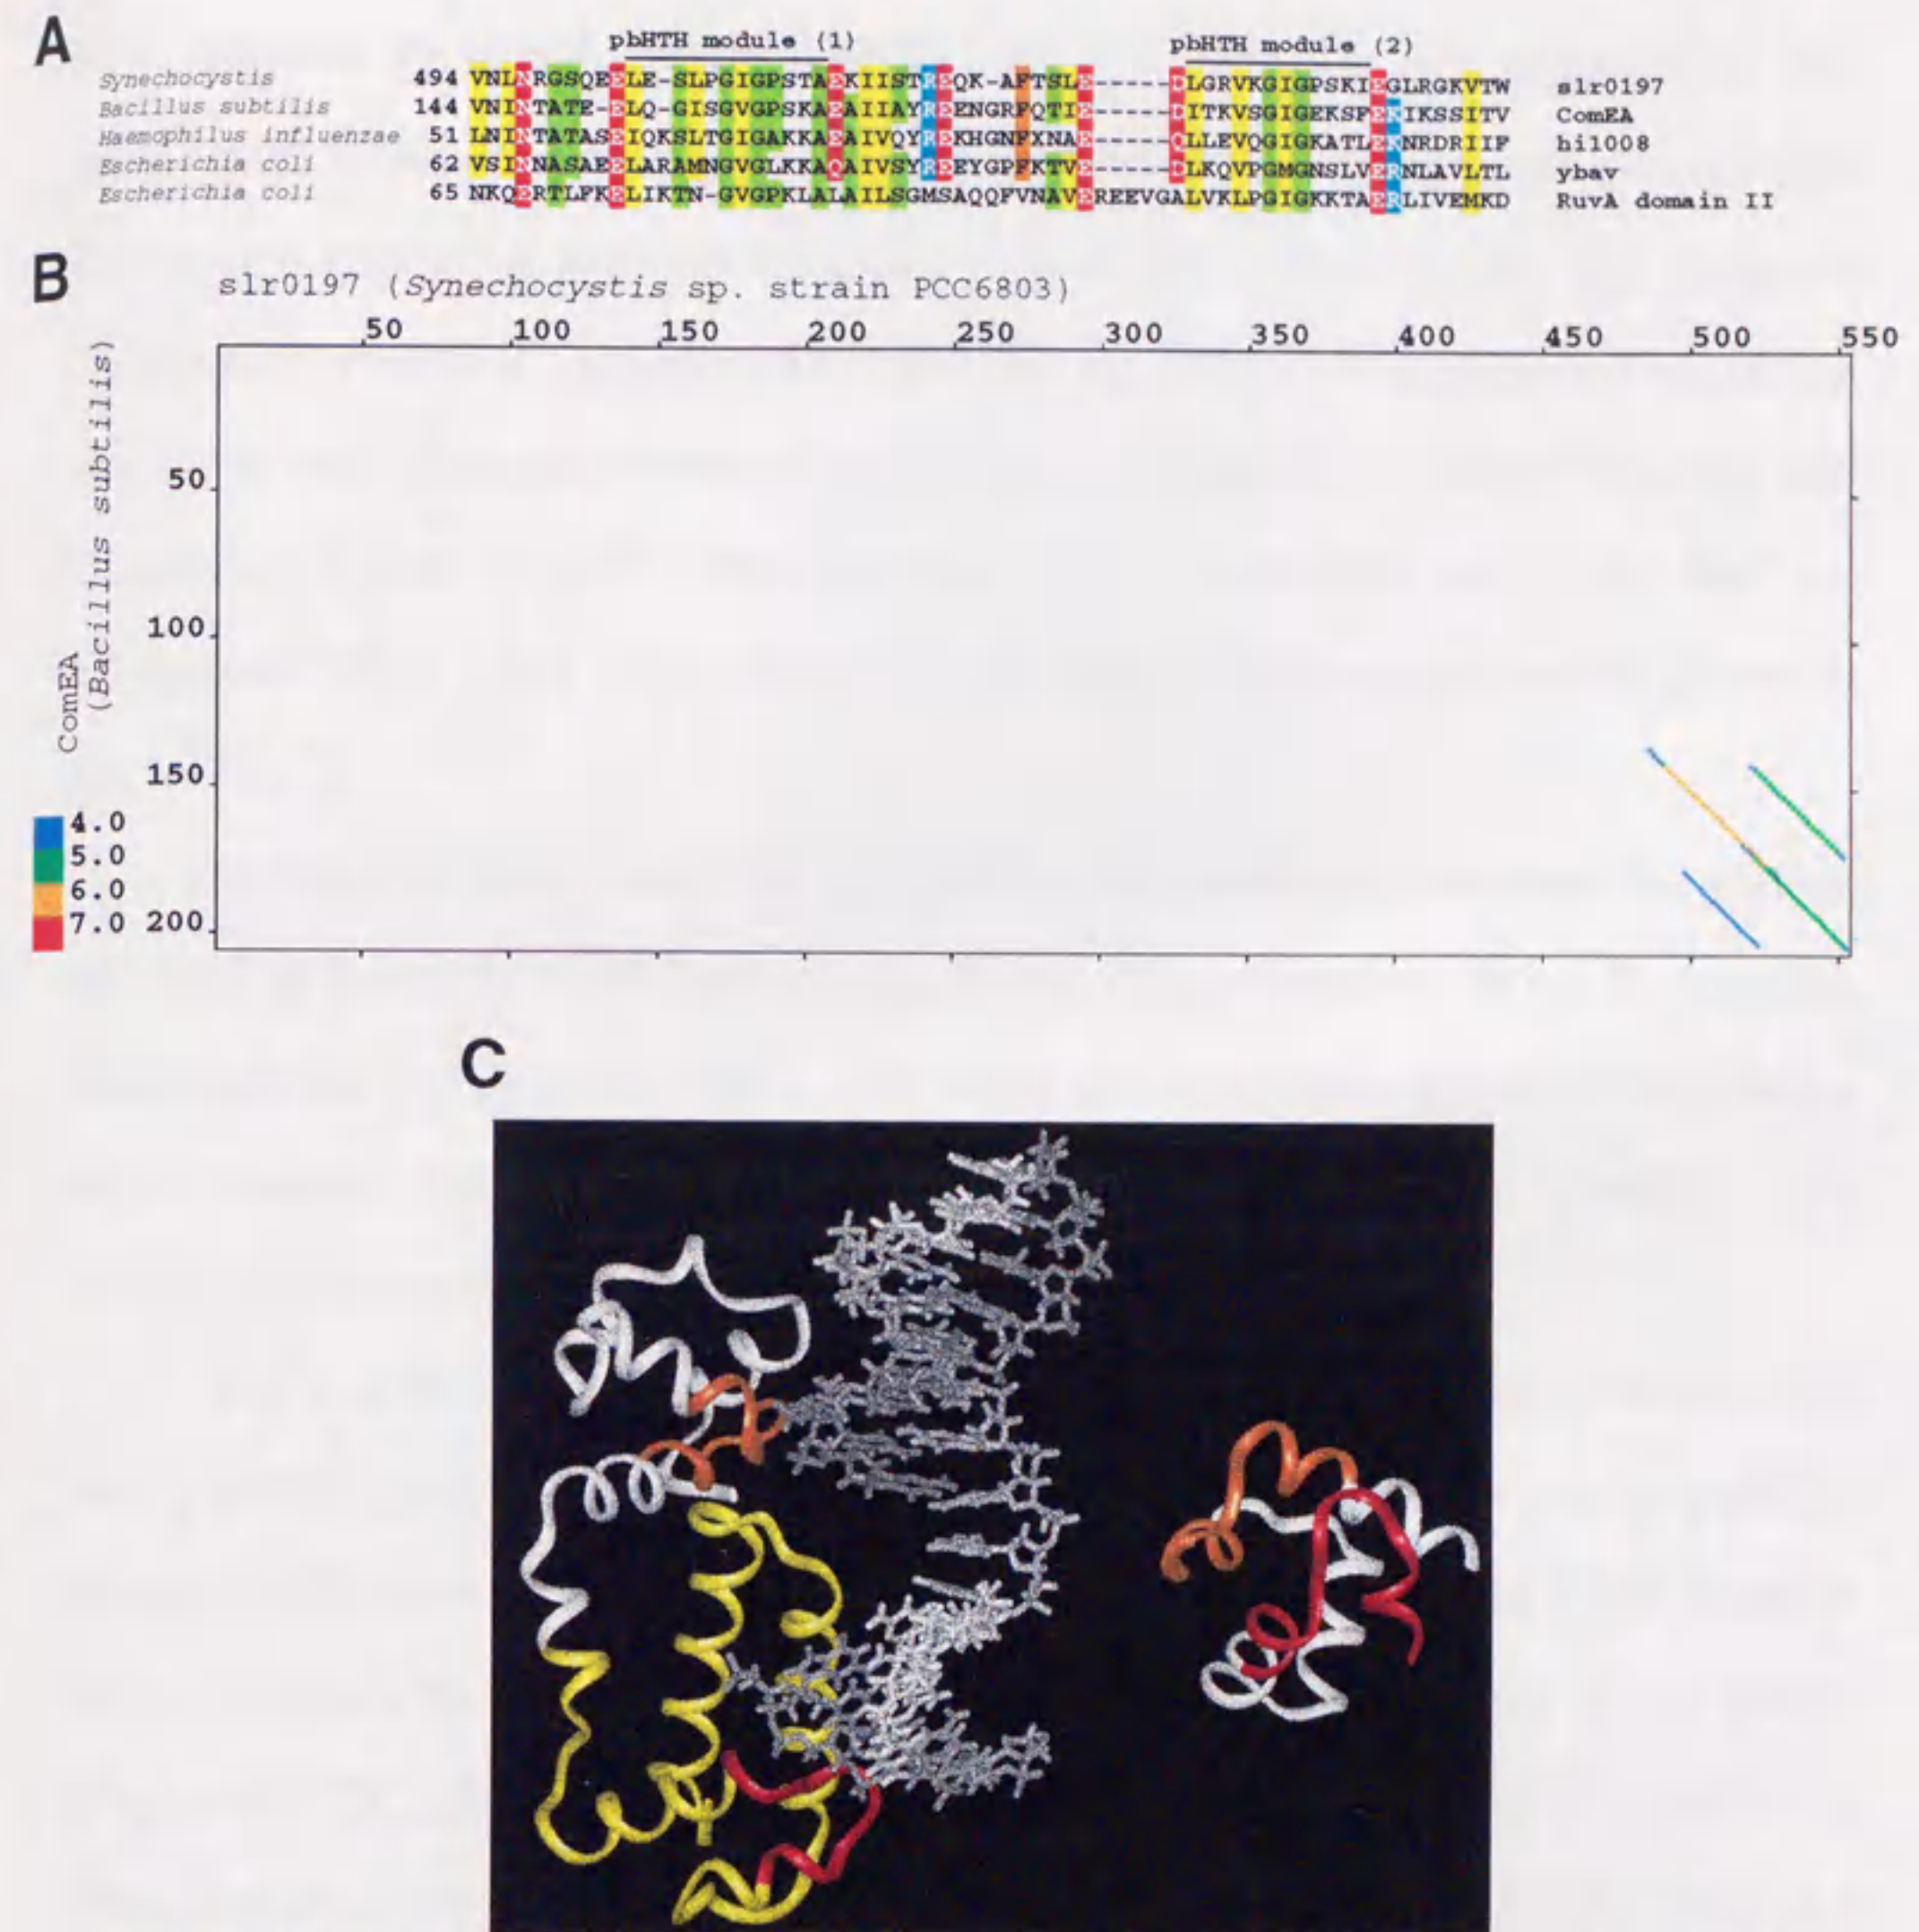 A
pbHTH module (1) pbHTH module (2)
Synechocystis 494 VNLNRGSQEELE-SLPGIGPSTAEKIISTREQK-AFTSLE-----DLGRVKGIGPSKIEGLRGKVTW slr0197
Bacillus subtilis 144 VNINTATE-ELQ-GISGVGPSKAEAIIAYREENGRFQTIE-----DITKVSGIGEKSFEKIKSSITV ComEA
Haemophilus influenzae 51 LNINTATASEIQKSLTGIGAKKAEAIVQYREKHGNFXNAE-----QLLEVQGIGKATLEKNRDRIIF hi1008
Escherichia coli 62 VSINNASAEELARAMNGVGLKKAQAIVSYREEYGPFKTVE-----DLKQVPGMGNSLVERNLAVLTL ybav
Escherichia coli 65 NKQERTLFKELIKTN-GVGPKLALAILSGMSAQQFVNAVEREEVGALVKLPGIGKKTAERLIVEMKD RuvA domain II
B
slr0197 (Synechocystis sp. strain PCC6803)
50 100 150 200 250 300 350 400 450 500 550
ComEA
(Bacillus subtilis)
50
100
150
200
4.0
5.0
6.0
7.0
C